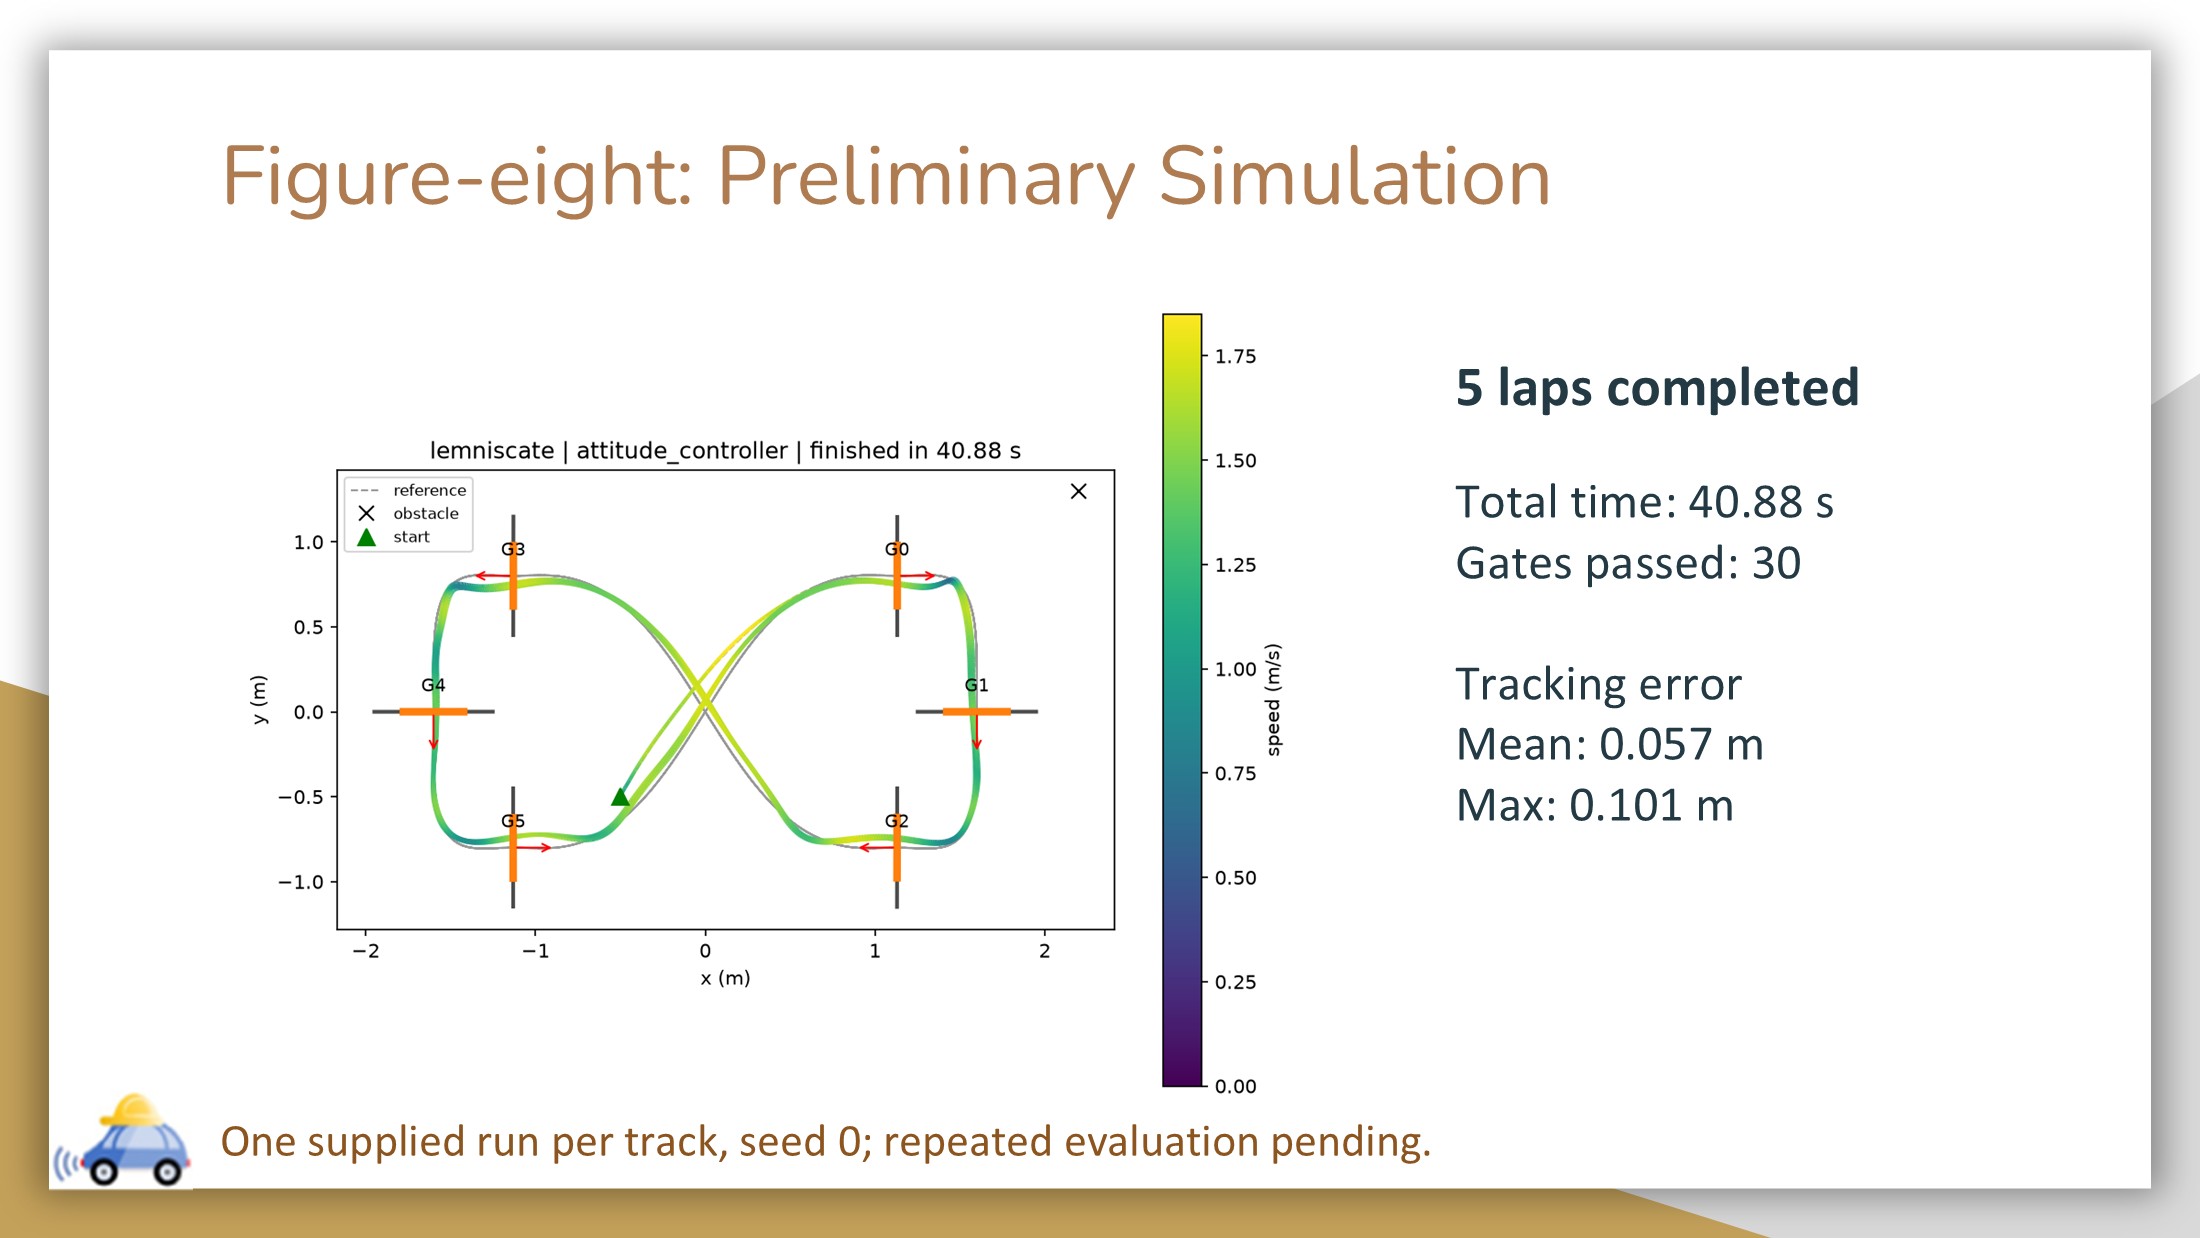 Figure-eight: Preliminary Simulation
lemniscate | attitude_controller | finished in 40.88 s
reference
obstacle
start
G3
G0
G4
G1
G5
G2
1.0
0.5
0.0
−0.5
−1.0
y (m)
−2
−1
0
1
2
x (m)
1.75
1.50
1.25
1.00
0.75
0.50
0.25
0.00
speed (m/s)
5 laps completed
Total time: 40.88 s
Gates passed: 30
Tracking error
Mean: 0.057 m
Max: 0.101 m
One supplied run per track, seed 0; repeated evaluation pending.